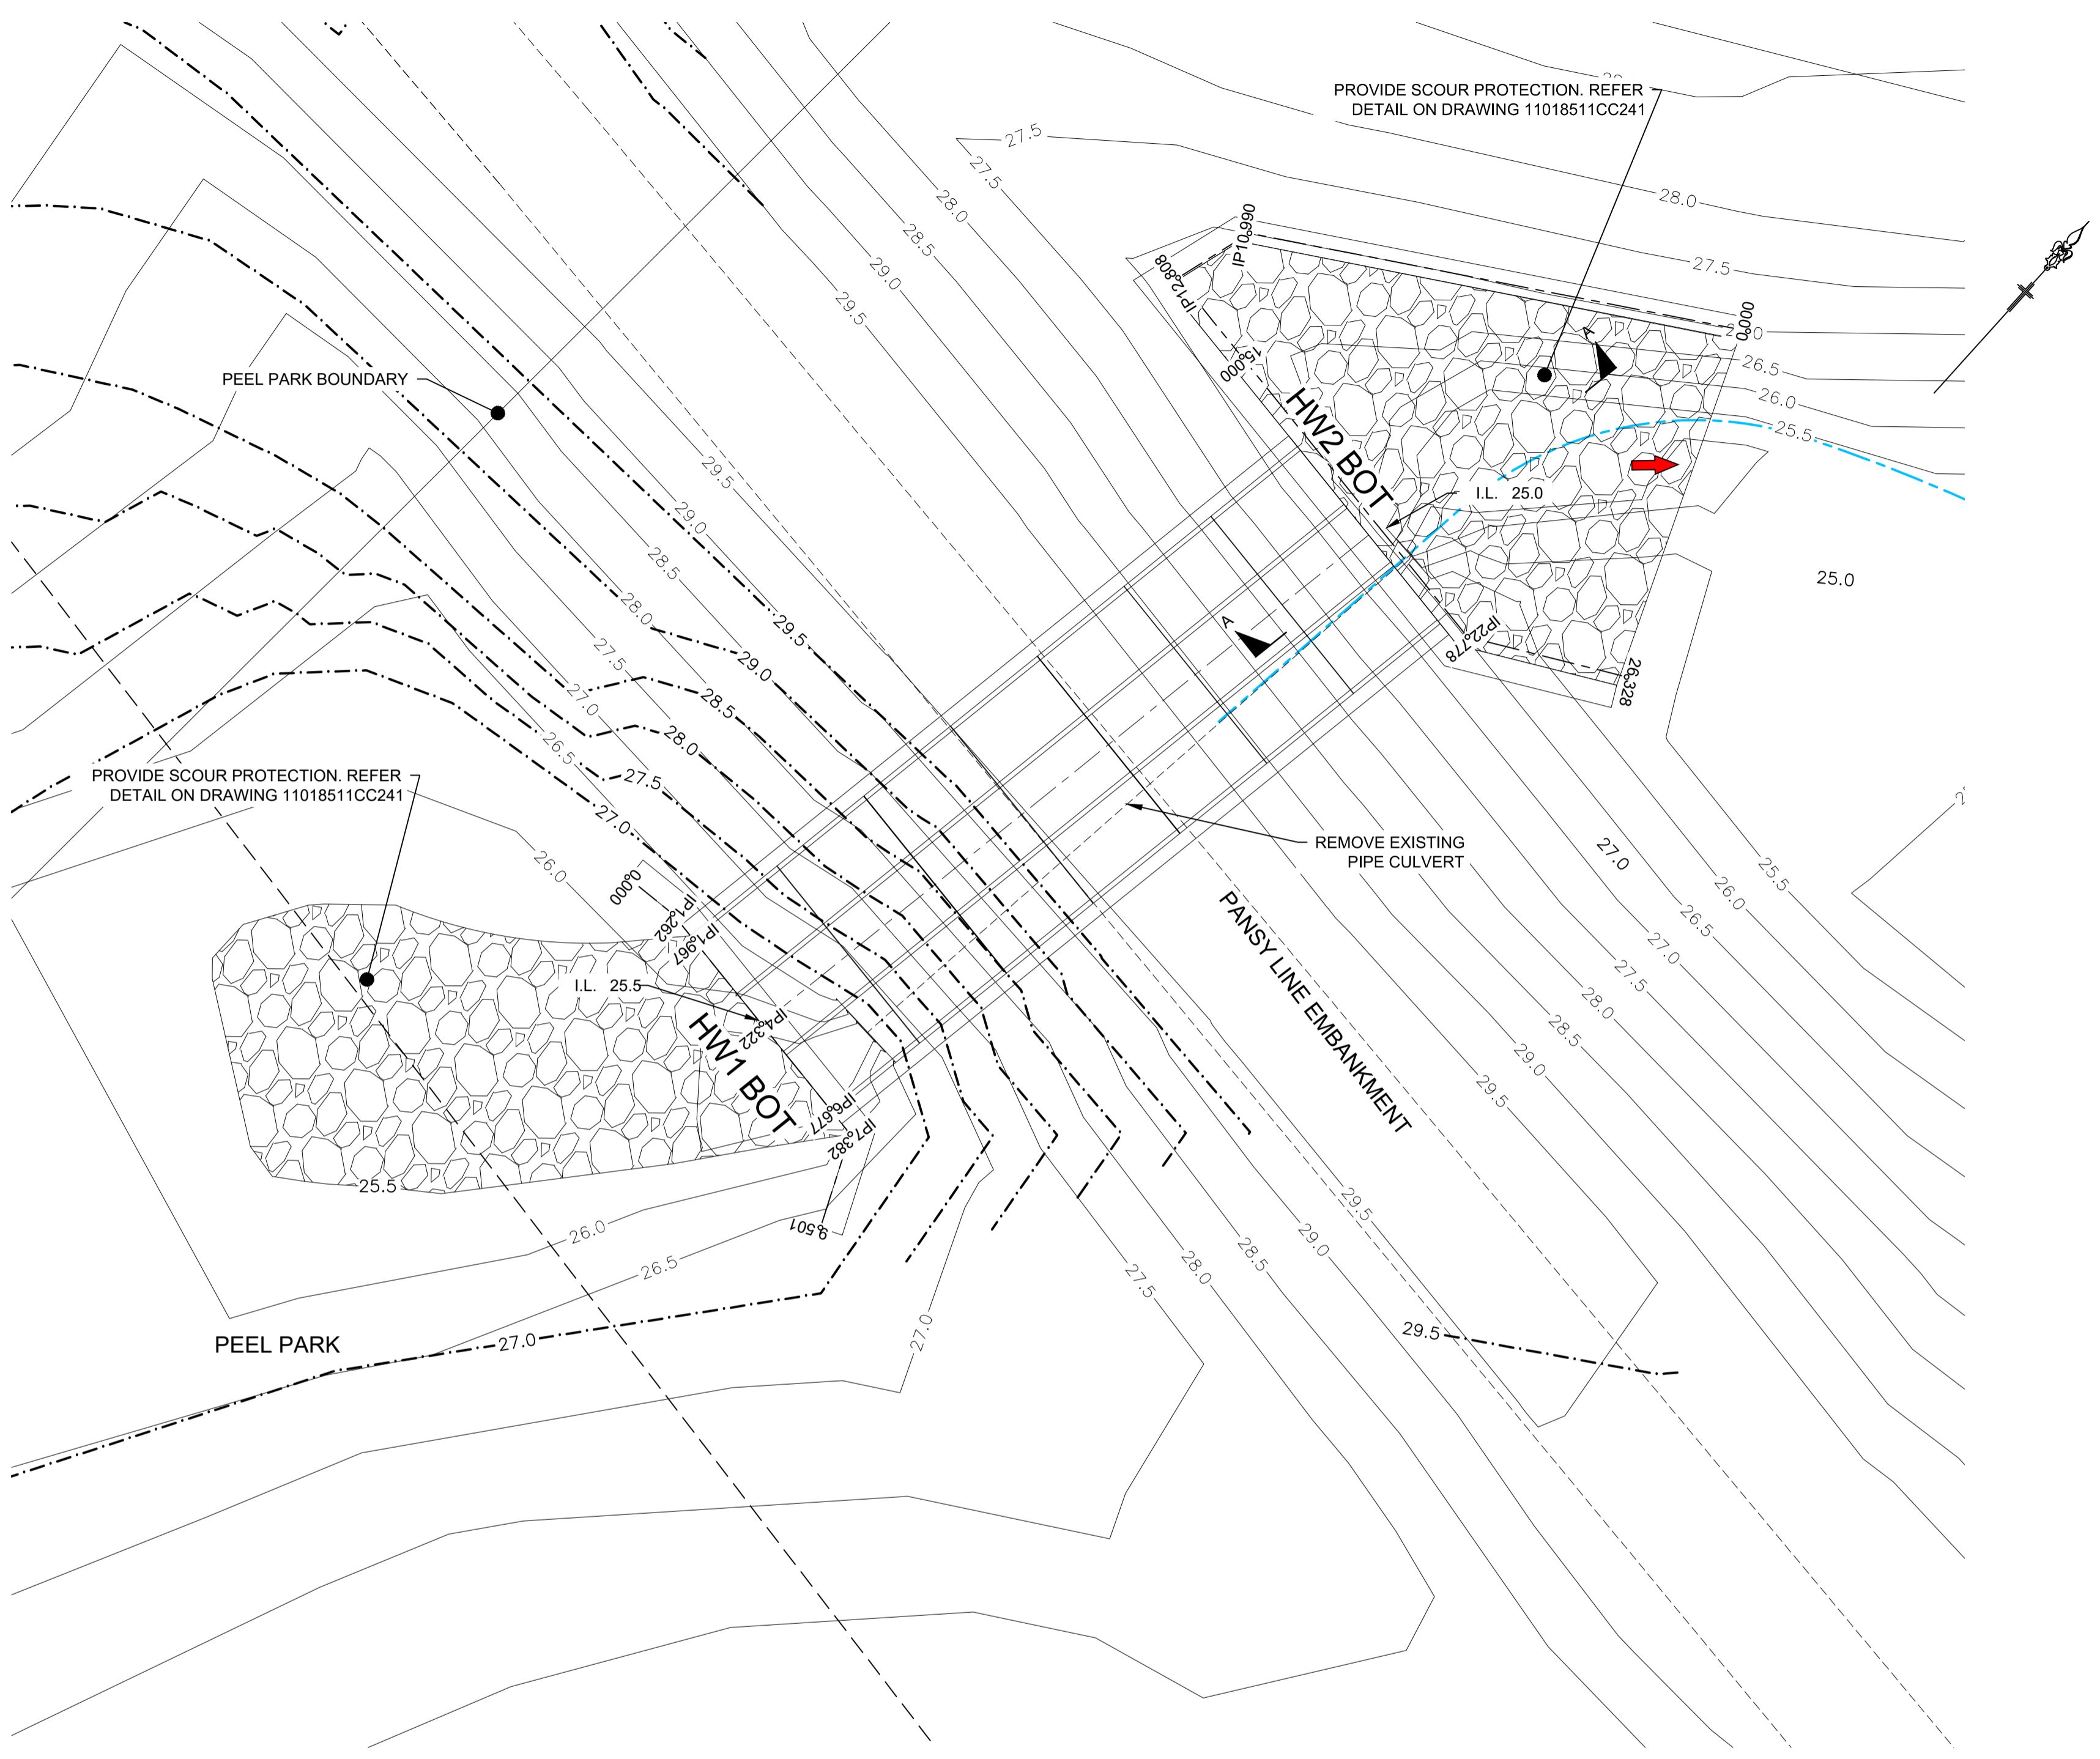 PROVIDE SCOUR PROTECTION. REFER
DETAIL ON DRAWING 11018511CC241
27.5
27.5
28.0
28.0
28.5
27.5
29.0
29.5
IP10.990
IP12.808
15.000
0.000
26.5
26.0
25.5
A
PEEL PARK BOUNDARY
HW2 BOT
I.L. 25.0
29.5
29.0
28.5
28.0
27.5
27.0
26.5
29.5
29.0
28.5
28.0
27.5
27.0
A
IP22.778
26.328
25.0
PROVIDE SCOUR PROTECTION. REFER
DETAIL ON DRAWING 11018511CC241
REMOVE EXISTING
PIPE CULVERT
27.0
26.0
25.5
26.0
26.5
27.0
27.5
28.0
28.5
29.0
29.5
0.000
IP1.262
IP1.967
I.L. 25.5
IP4.322
HW1 BOT
IP6.677
IP7.382
9.501
PANSY LINE EMBANKMENT
25.5
26.0
26.5
27.0
27.0
27.5
28.0
28.5
29.0
29.5
29.5
PEEL PARK